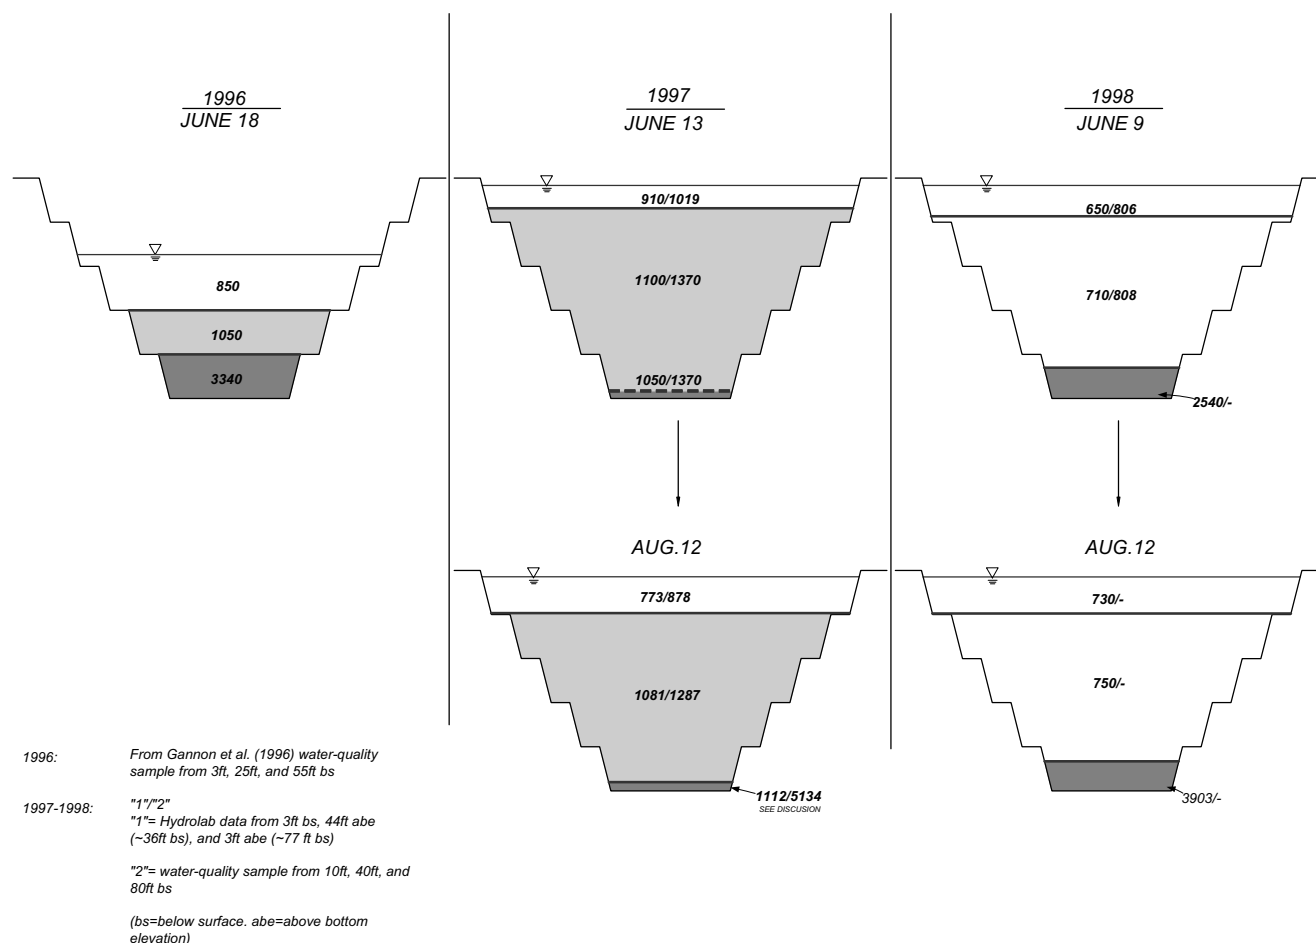 1996
JUNE 18
850
1050
3340
1997
JUNE 13
910/1019
1100/1370
1050/1370
AUG.12
773/878
1081/1287
1112/5134
SEE DISCUSION
1998
JUNE 9
650/806
710/808
2540/-
AUG.12
730/-
750/-
3903/-
1996:
From Gannon et al. (1996) water-quality
sample from 3ft, 25ft, and 55ft bs
1997-1998:
"1"/"2"
"1"= Hydrolab data from 3ft bs, 44ft abe
(~36ft bs), and 3ft abe (~77 ft bs)
"2"= water-quality sample from 10ft, 40ft, and
80ft bs
(bs=below surface. abe=above bottom
elevation)